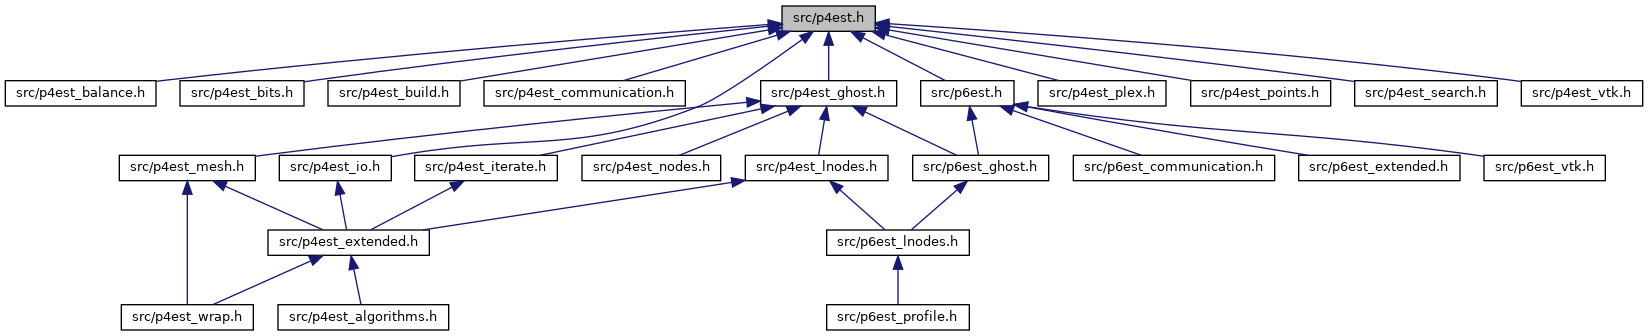 src/p4est.h
src/p4est_balance.h
src/p4est_bits.h
src/p4est_build.h
src/p4est_communication.h
src/p4est_ghost.h
src/p6est.h
src/p4est_plex.h
src/p4est_points.h
src/p4est_search.h
src/p4est_vtk.h
src/p4est_mesh.h
src/p4est_io.h
src/p4est_iterate.h
src/p4est_nodes.h
src/p4est_lnodes.h
src/p6est_ghost.h
src/p6est_communication.h
src/p6est_extended.h
src/p6est_vtk.h
src/p4est_extended.h
src/p6est_lnodes.h
src/p4est_wrap.h
src/p4est_algorithms.h
src/p6est_profile.h